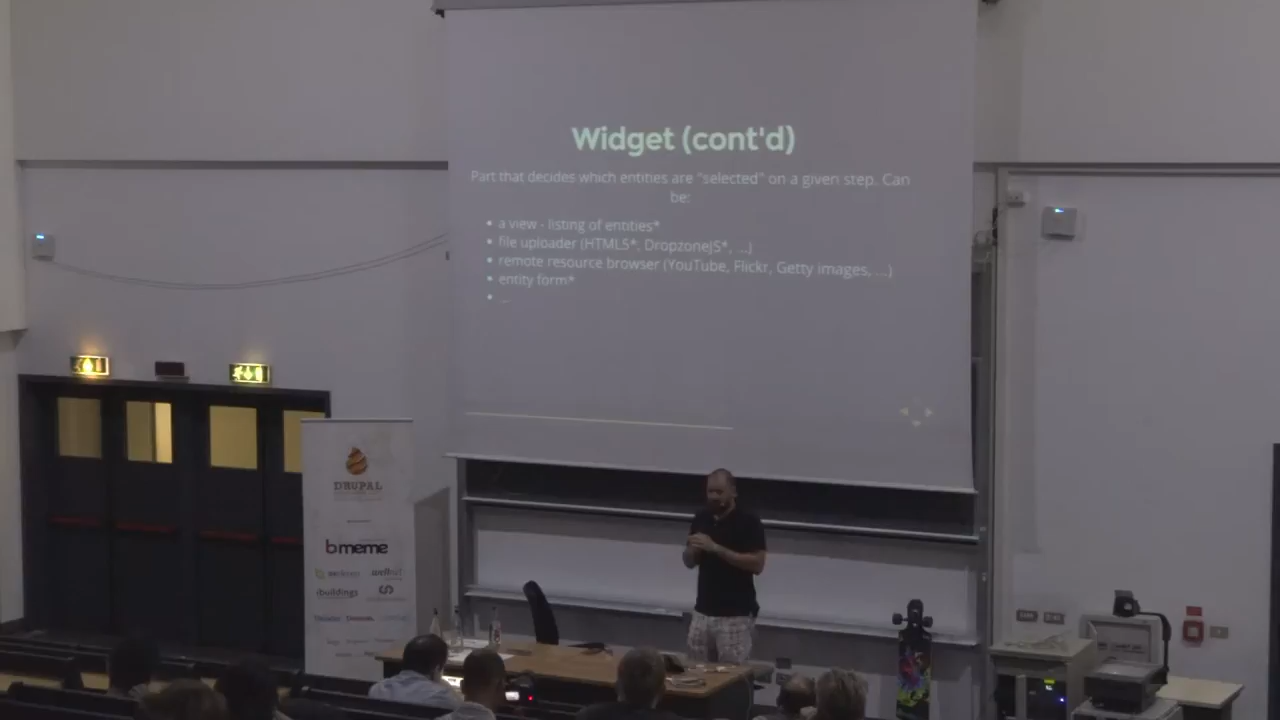 Widget (cont'd)
Part that decides which entities are "selected" on a given step. Can
be:
• a view - listing of entities*
• file uploader (HTML5*, DropzoneJS*, ...)
• remote resource browser (YouTube, Flickr, Getty images, ...)
• entity form*
• ...
DRUPAL
bmeme
ibuildings